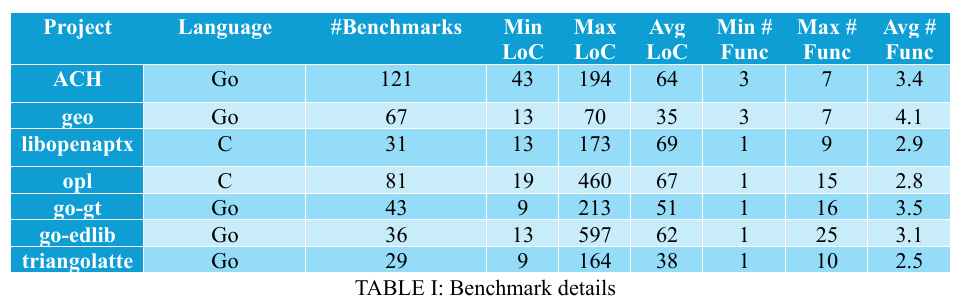 Project Language #Benchmarks Min LoC Max LoC Avg LoC Min # Func Max # Func Avg # Func
ACH Go 121 43 194 64 3 7 3.4
geo Go 67 13 70 35 3 7 4.1
libopenaptx C 31 13 173 69 1 9 2.9
opl C 81 19 460 67 1 15 2.8
go-gt Go 43 9 213 51 1 16 3.5
go-edlib Go 36 13 597 62 1 25 3.1
triangolatte Go 29 9 164 38 1 10 2.5
TABLE I: Benchmark details